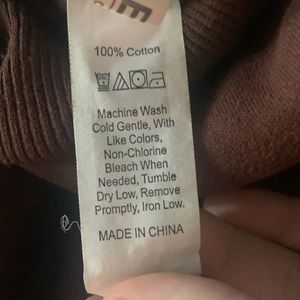 100% Cotton
Machine Wash
Cold Gentle, With
Like Colors,
Non-Chlorine
Bleach When
Needed, Tumble
Dry Low, Remove
Promptly, Iron Low.
MADE IN CHINA